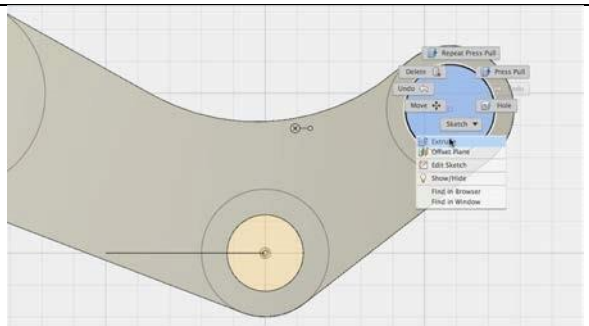 Repeat Press Pull
Delete
Press Pull
Undo
Redo
Move
Hole
Sketch
Extrude
Offset Plane
Edit Sketch
Show/Hide
Find in Browser
Find in Window